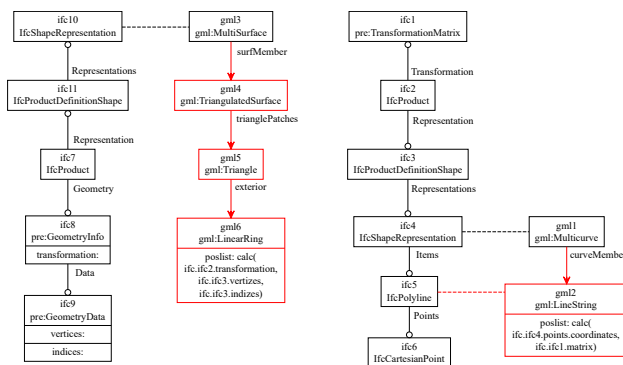 ifc10
IfcShapeRepresentation
Representations
ifc11
IfcProductDefinitionShape
Representation
ifc7
IfcProduct
Geometry
ifc8
pre:GeometryInfo
transformation:
Data
ifc9
pre:GeometryData
vertices:
indices:
gml3
gml:MultiSurface
surfMember
gml4
gml:TriangulatedSurface
trianglePatches
gml5
gml:Triangle
exterior
gml6
gml:LinearRing
poslist: calc(
ifc.ifc2.transformation,
ifc.ifc3.vertizes,
ifc.ifc3.indizes)
ifc1
pre:TransformationMatrix
Transformation
ifc2
IfcProduct
Representation
ifc3
IfcProductDefinitionShape
Representations
ifc4
IfcShapeRepresentation
Items
ifc5
IfcPolyline
Points
ifc6
IfcCartesianPoint
gml1
gml:Multicurve
curveMember
gml2
gml:LineString
poslist: calc(
ifc.ifc4.points.coordinates,
ifc.ifc1.matrix)